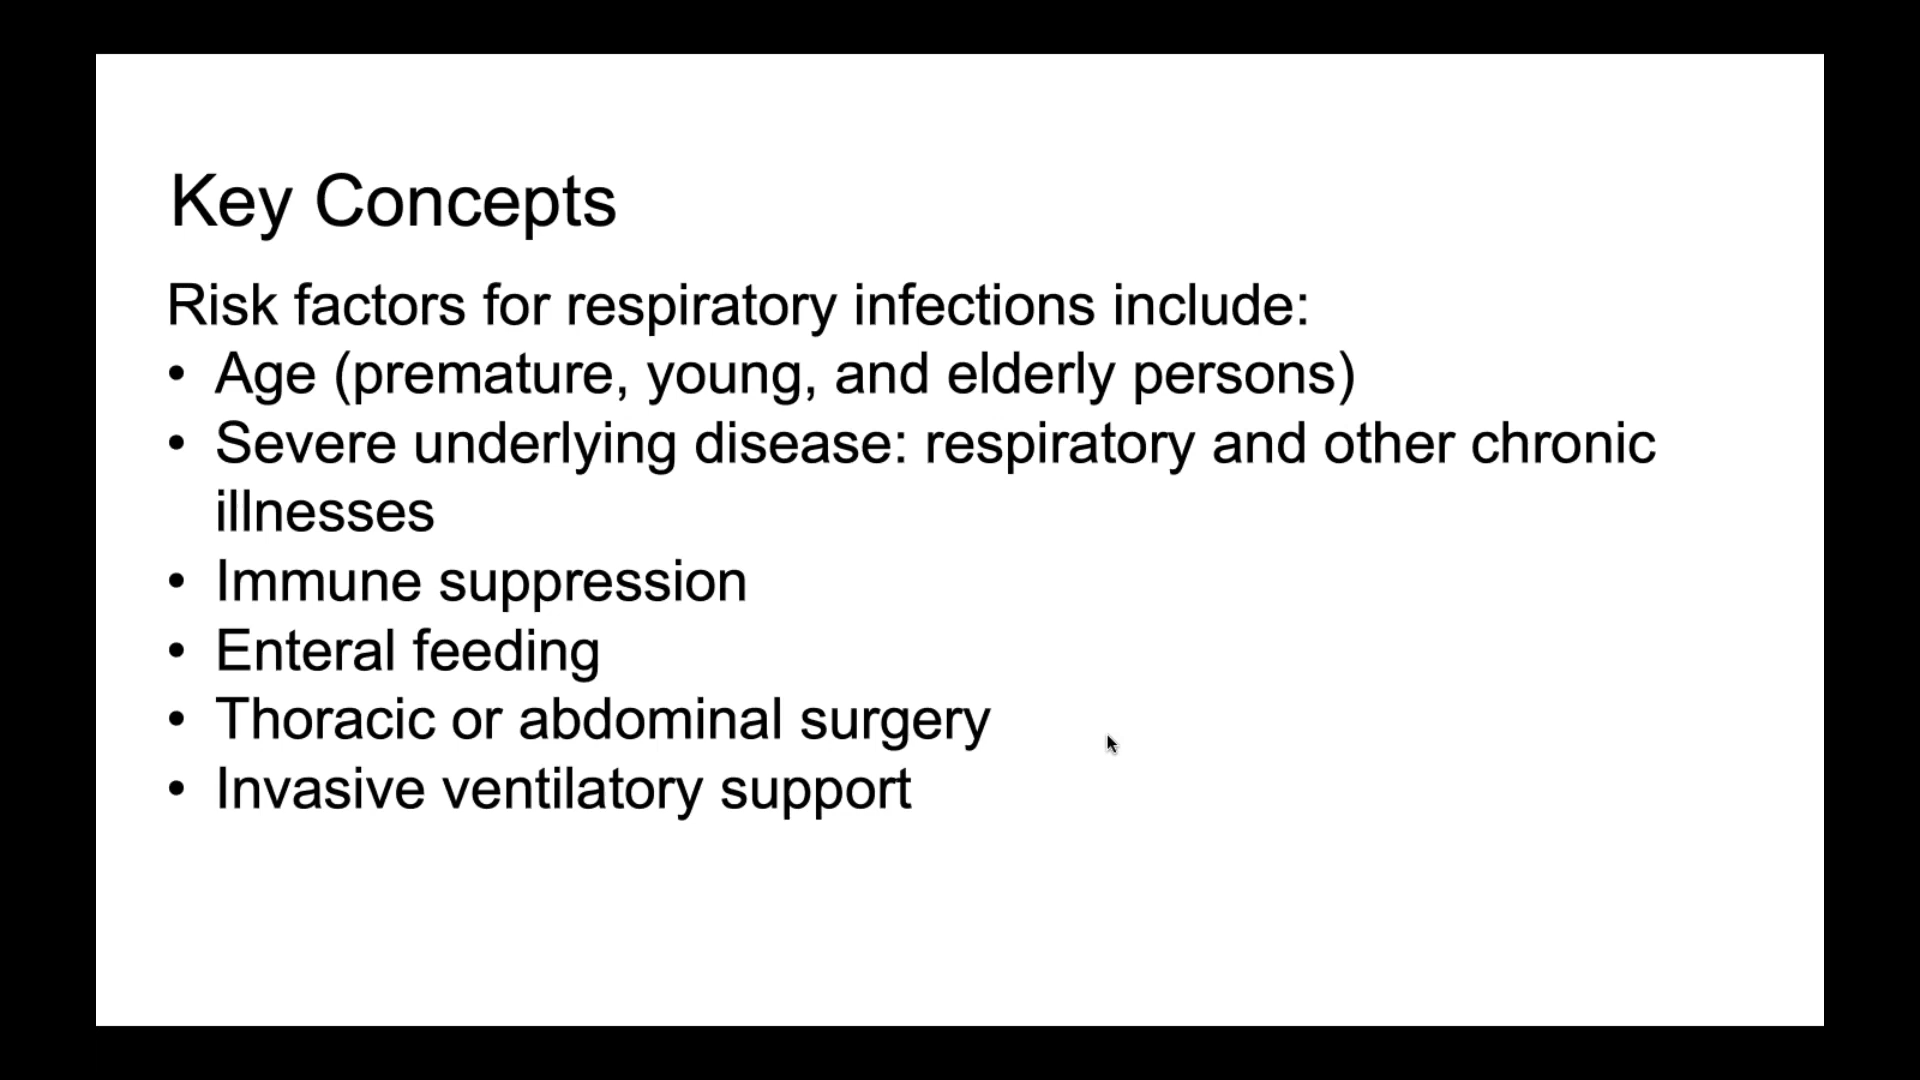 Key Concepts
Risk factors for respiratory infections include:
• Age (premature, young, and elderly persons)
• Severe underlying disease: respiratory and other chronic
illnesses
• Immune suppression
• Enteral feeding
• Thoracic or abdominal surgery
• Invasive ventilatory support